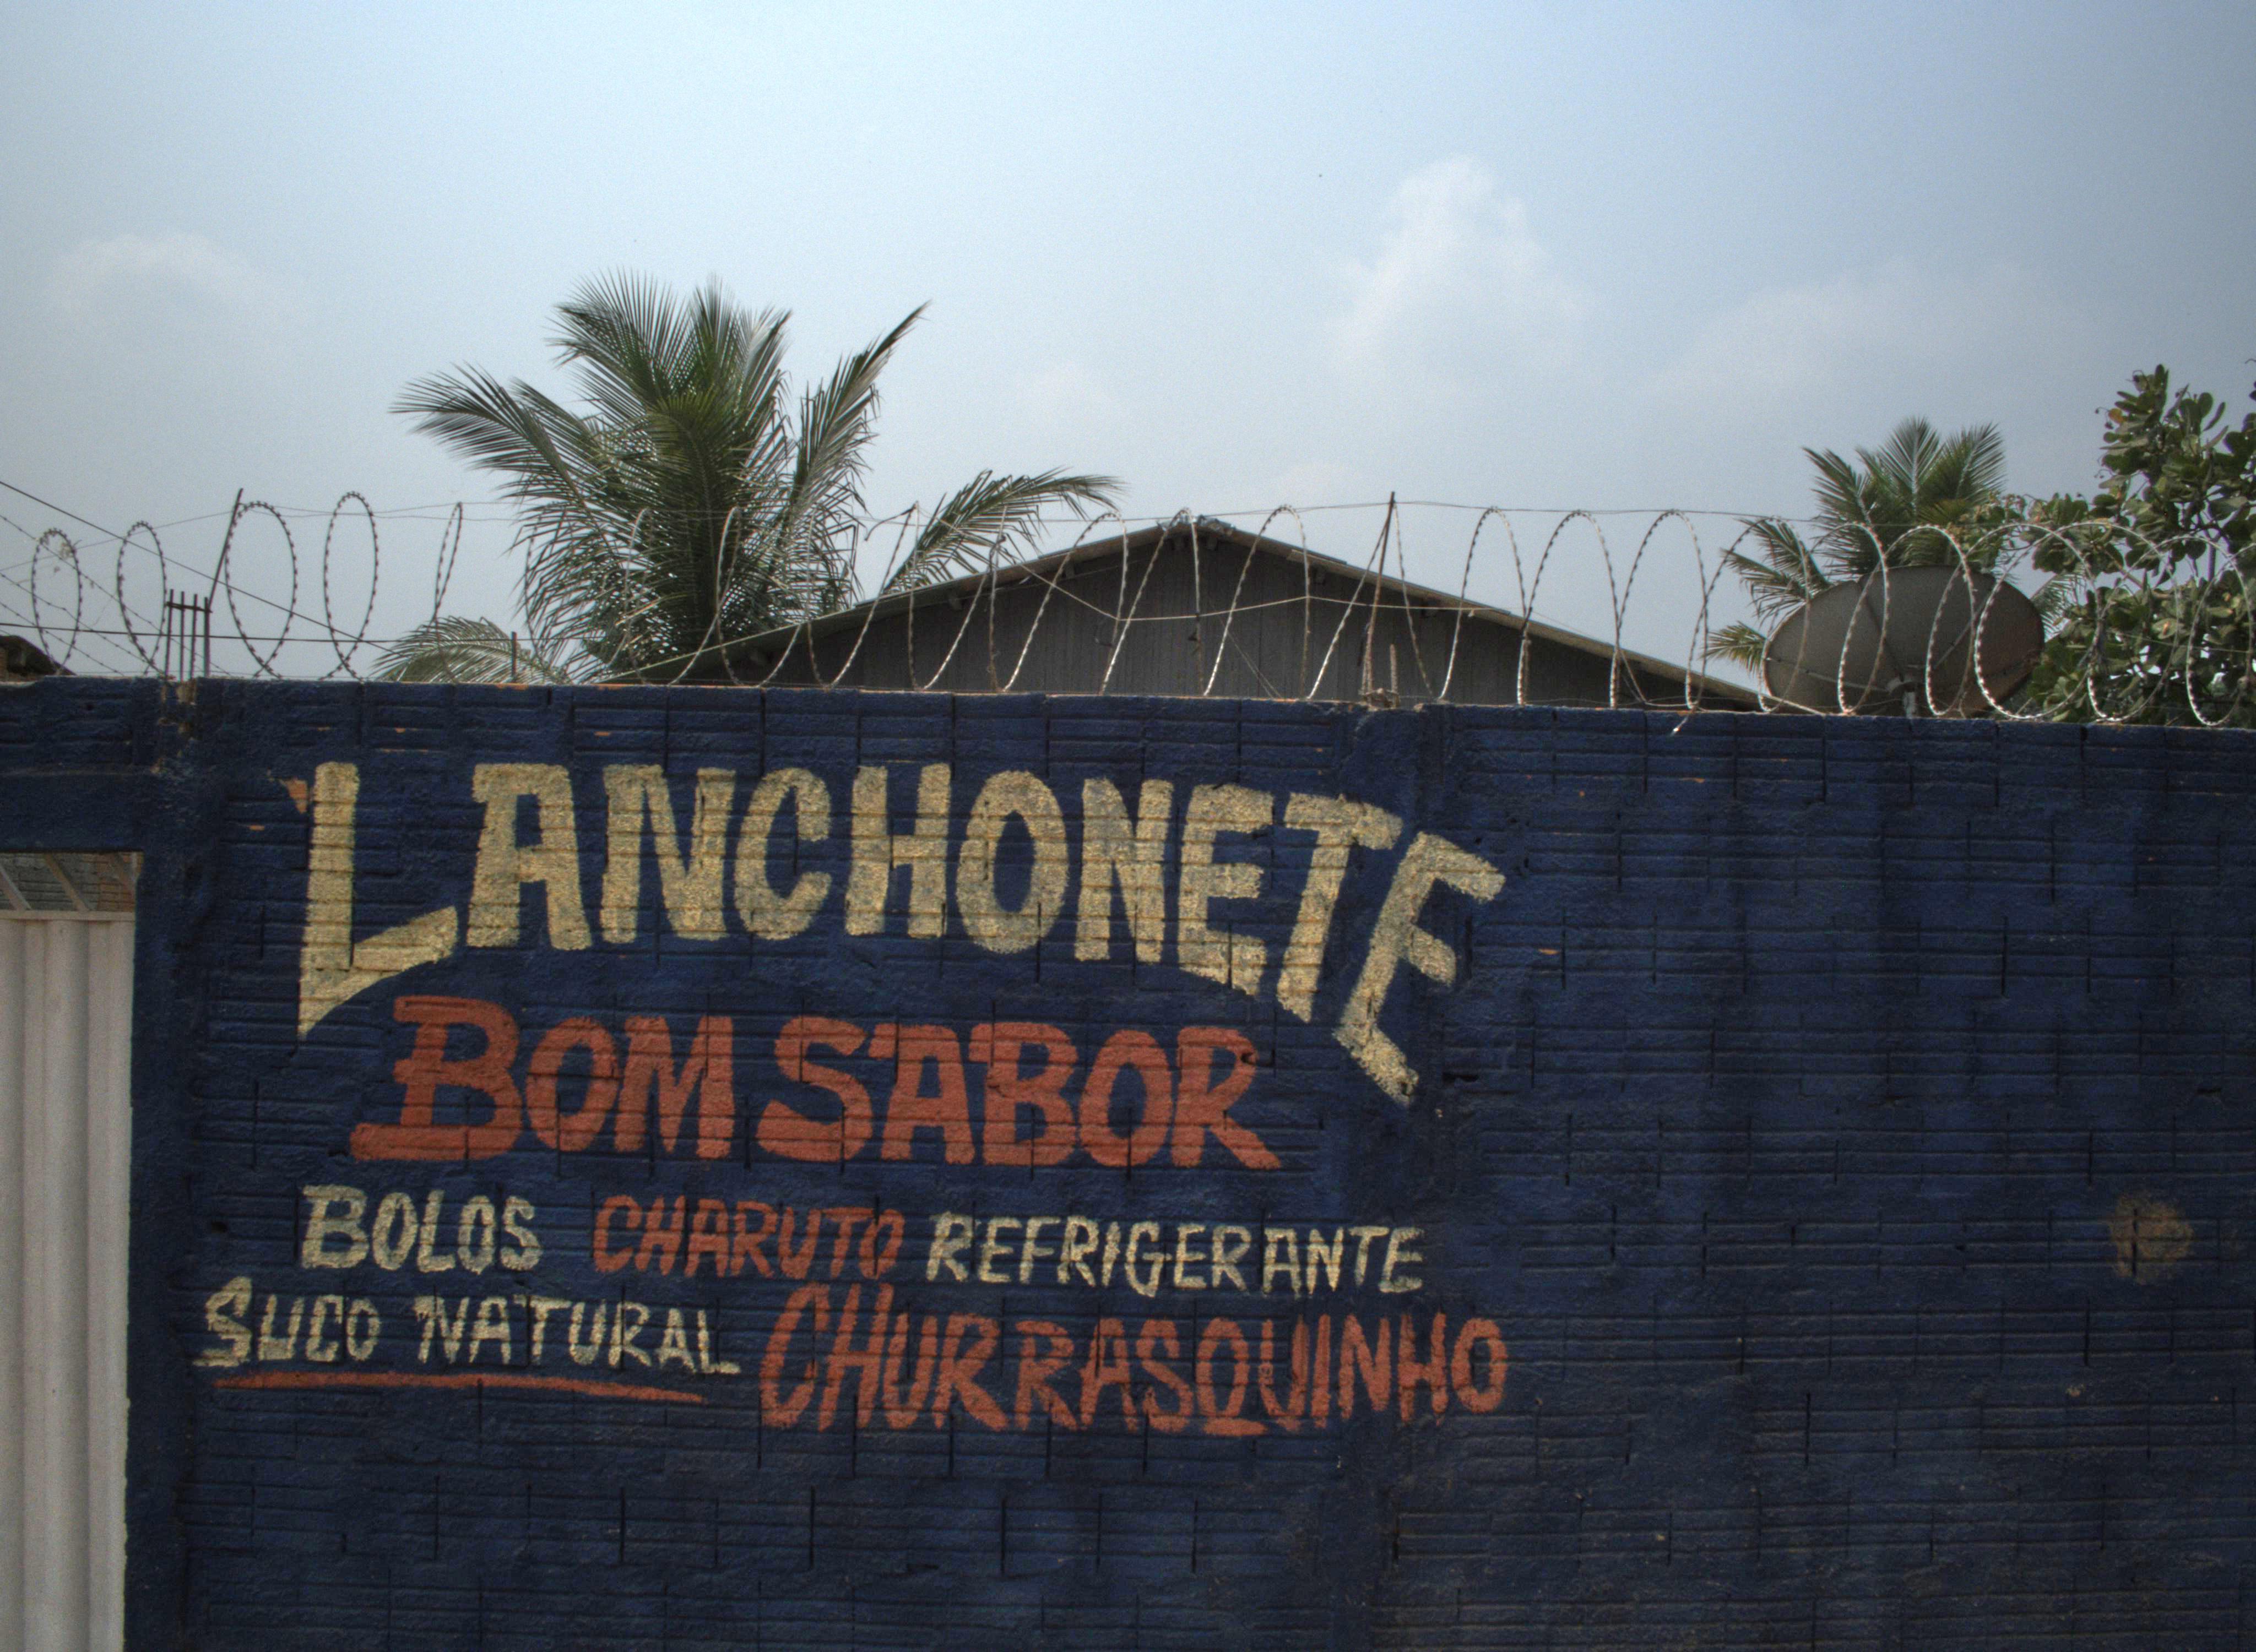 LANCHONETE
BOM SABOR
BOLOS CHARUTO REFRIGERANTE
SUCO NATURAL CHURRASQUINHO